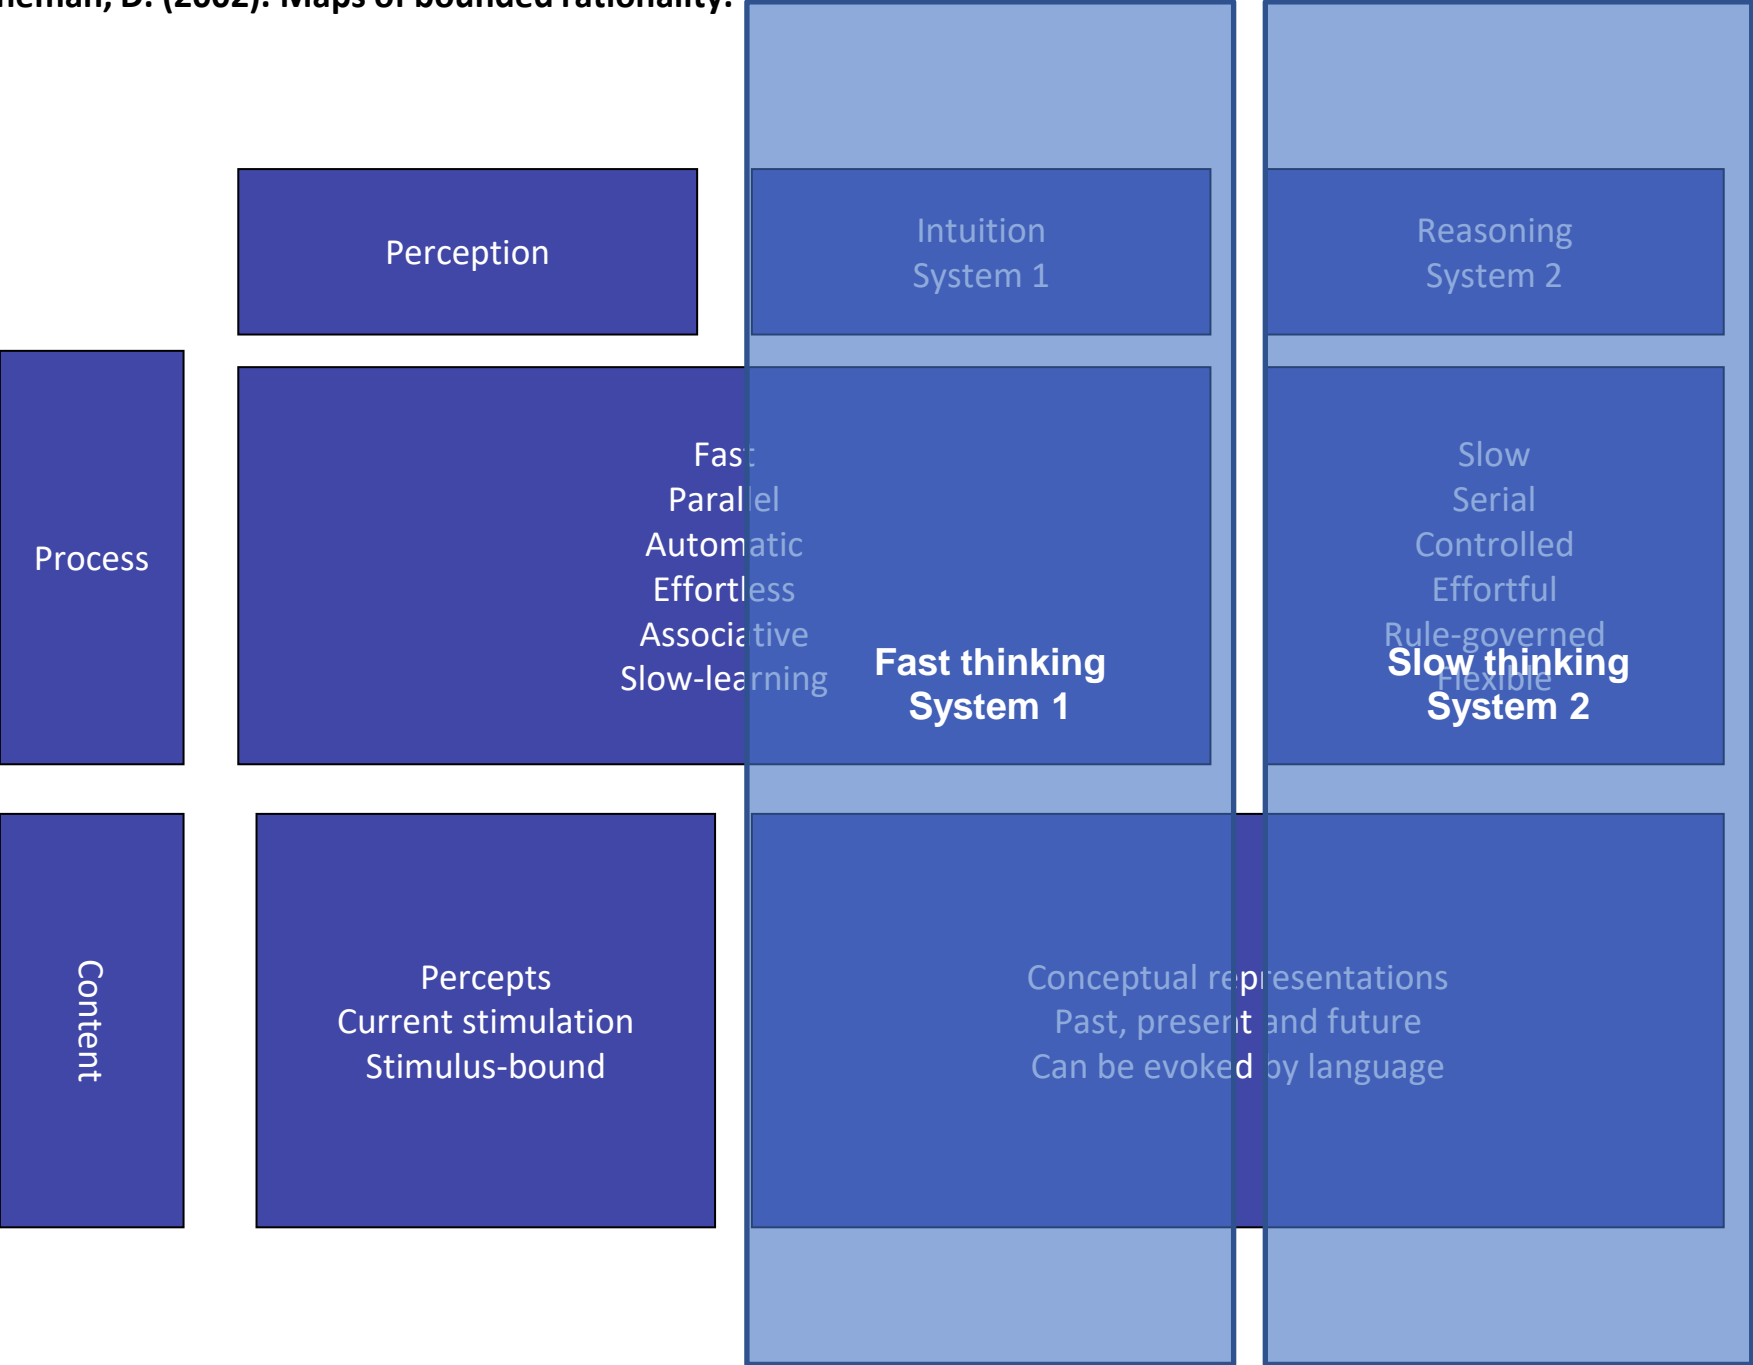 neman, D. (2002). Maps of bounded rationality:
Perception
Intuition
System 1
Reasoning
System 2
Process
Fast
Parallel
Automatic
Effortless
Associative
Slow-learning
Slow
Serial
Controlled
Effortful
Rule-governed
Flexible
Fast thinking
System 1
Slow thinking
System 2
Content
Percepts
Current stimulation
Stimulus-bound
Conceptual representations
Past, present and future
Can be evoked by language